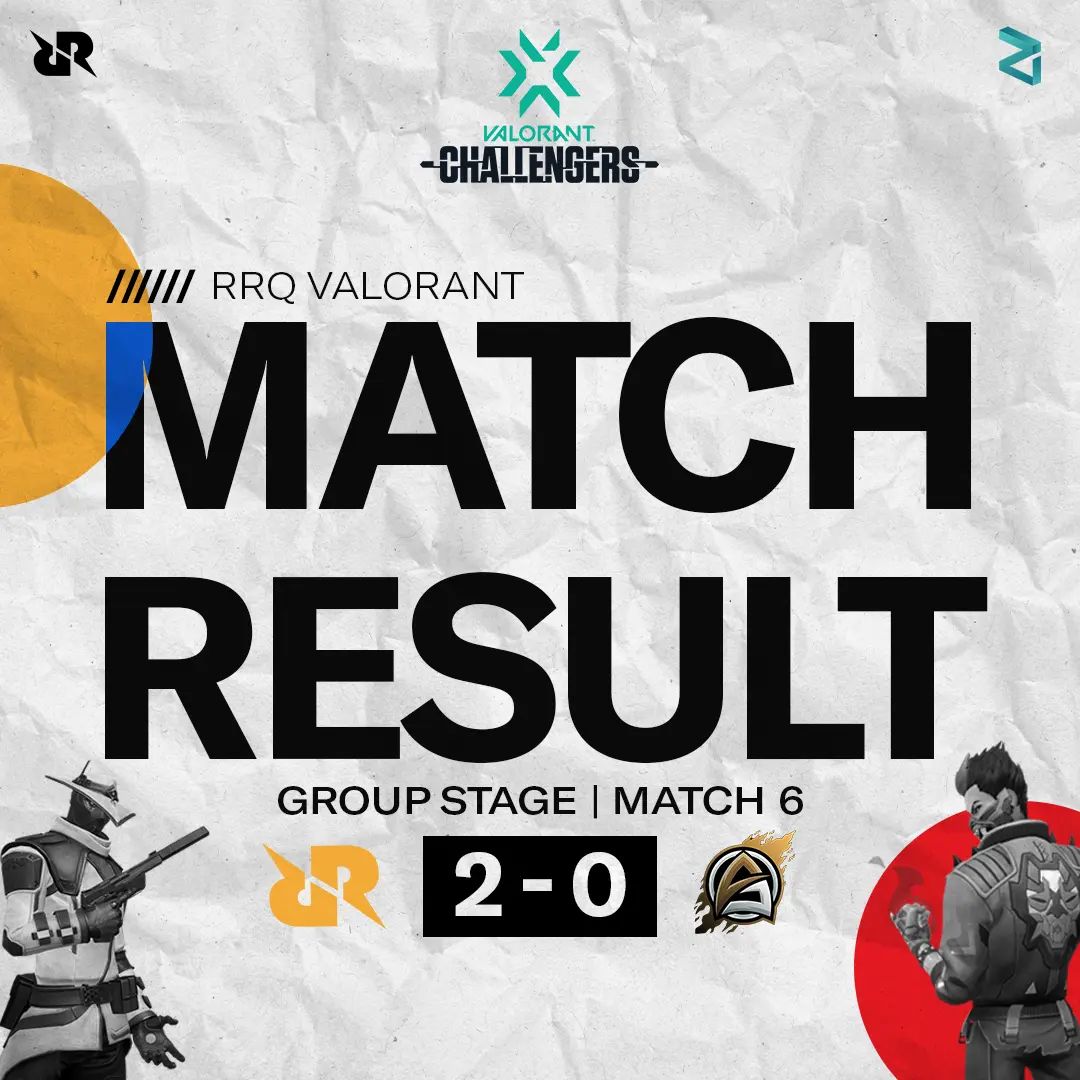 VALORANT
CHALLENGERS
RRQ VALORANT
MATCH
RESULT
GROUP STAGE | MATCH 6
2 - 0